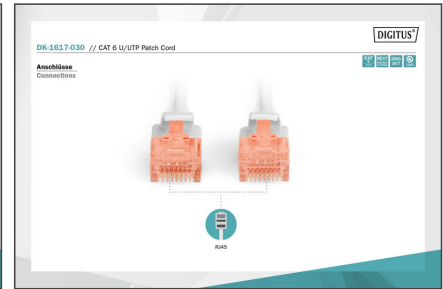 DIGITUS®
DK-1617-030 // CAT 6 U/UTP Patch Cord
Anschlüsse
Connections
RJ45